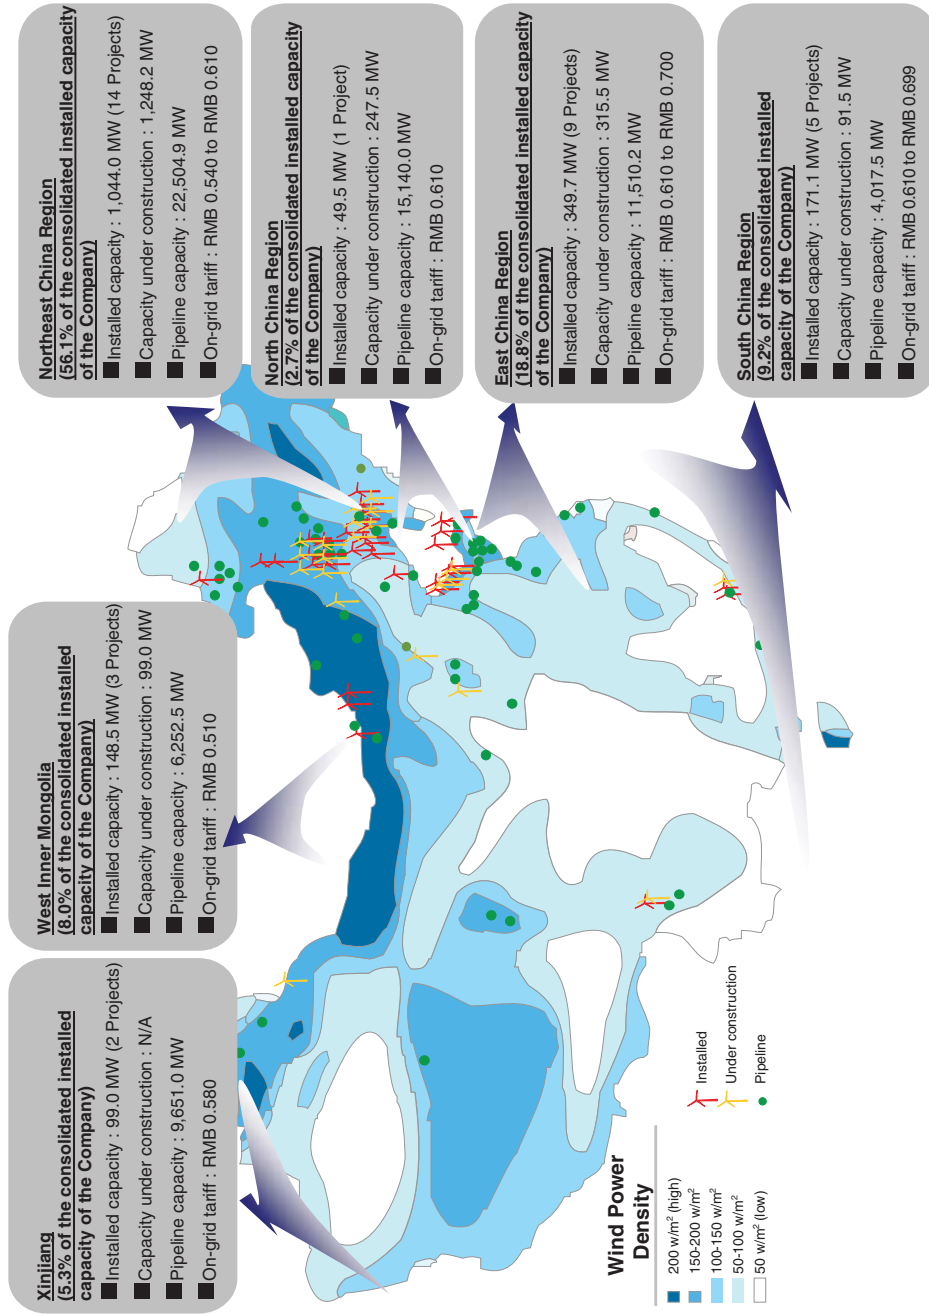 Xinjiang
(5.3% of the consolidated installed
capacity of the Company)
Installed capacity : 99.0 MW (2 Projects)
Capacity under construction : N/A
Pipeline capacity : 9,651.0 MW
On-grid tariff : RMB 0.580
West Inner Mongolia
(8.0% of the consolidated installed
capacity of the Company)
Installed capacity : 148.5 MW (3 Projects)
Capacity under construction : 99.0 MW
Pipeline capacity : 6,252.5 MW
On-grid tariff : RMB 0.510
Northeast China Region
(56.1% of the consolidated installed capacity
of the Company)
Installed capacity : 1,044.0 MW (14 Projects)
Capacity under construction : 1,248.2 MW
Pipeline capacity : 22,504.9 MW
On-grid tariff : RMB 0.540 to RMB 0.610
North China Region
(2.7% of the consolidated installed capacity
of the Company)
Installed capacity : 49.5 MW (1 Project)
Capacity under construction : 247.5 MW
Pipeline capacity : 15,140.0 MW
On-grid tariff : RMB 0.610
East China Region
(18.8% of the consolidated installed capacity
of the Company)
Installed capacity : 349.7 MW (9 Projects)
Capacity under construction : 315.5 MW
Pipeline capacity : 11,510.2 MW
On-grid tariff : RMB 0.610 to RMB 0.700
South China Region
(9.2% of the consolidated installed
capacity of the Company)
Installed capacity : 171.1 MW (5 Projects)
Capacity under construction : 91.5 MW
Pipeline capacity : 4,017.5 MW
On-grid tariff : RMB 0.610 to RMB 0.699
Wind Power
Density
200 w/m² (high)
150-200 w/m²
100-150 w/m²
50-100 w/m²
50 w/m² (low)
Installed
Under construction
Pipeline